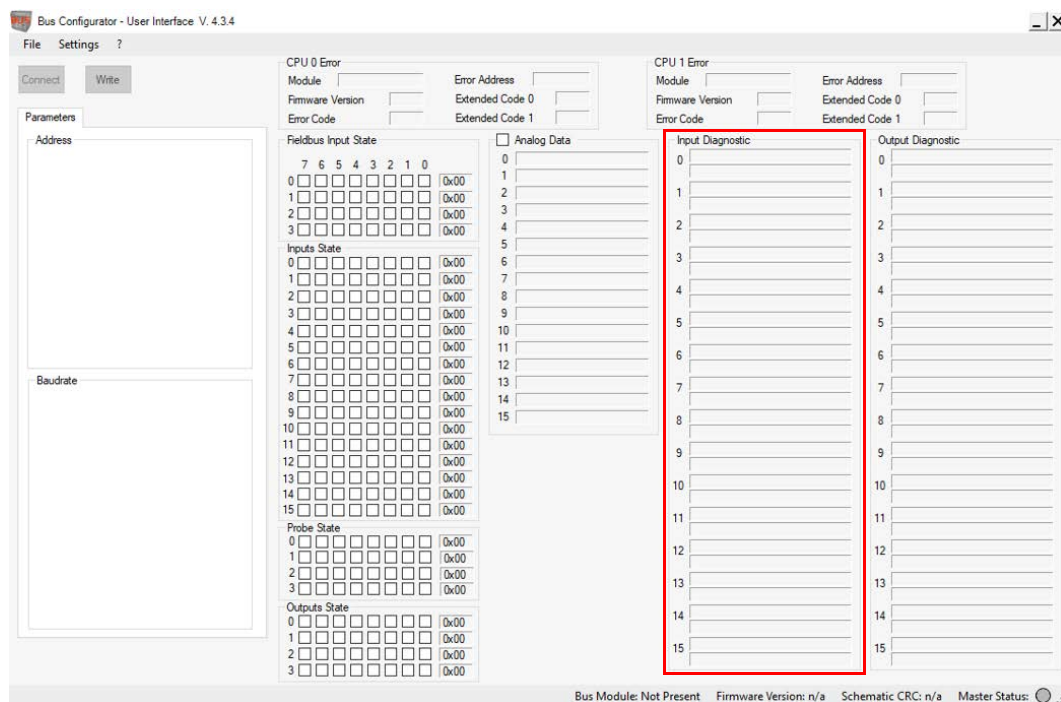 BUS Bus Configurator - User Interface V. 4.3.4
File Settings ?
Connect Write
Parameters
Address
Baudrate
CPU 0 Error
Module Error Address
Firmware Version Extended Code 0
Error Code Extended Code 1
CPU 1 Error
Module Error Address
Firmware Version Extended Code 0
Error Code Extended Code 1
Fieldbus Input State
7 6 5 4 3 2 1 0
0 0x00
1 0x00
2 0x00
3 0x00
Inputs State
0 0x00
1 0x00
2 0x00
3 0x00
4 0x00
5 0x00
6 0x00
7 0x00
8 0x00
9 0x00
10 0x00
11 0x00
12 0x00
13 0x00
14 0x00
15 0x00
Probe State
0 0x00
1 0x00
2 0x00
3 0x00
Outputs State
0 0x00
1 0x00
2 0x00
3 0x00
Analog Data
0
1
2
3
4
5
6
7
8
9
10
11
12
13
14
15
Input Diagnostic
0
1
2
3
4
5
6
7
8
9
10
11
12
13
14
15
Output Diagnostic
0
1
2
3
4
5
6
7
8
9
10
11
12
13
14
15
Bus Module: Not Present Firmware Version: n/a Schematic CRC: n/a Master Status: